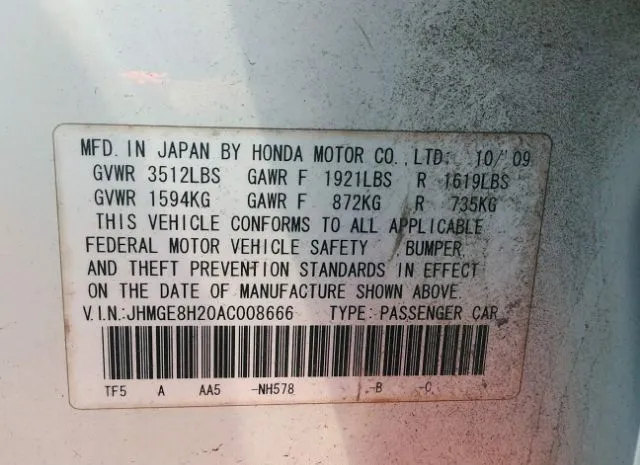 MFD. IN JAPAN BY HONDA MOTOR CO., LTD. 10/'09
GVWR 3512LBS GAWR F 1921LBS R 1619LBS
GVWR 1594KG GAWR F 872KG R 735KG
THIS VEHICLE CONFORMS TO ALL APPLICABLE
FEDERAL MOTOR VEHICLE SAFETY, BUMPER
AND THEFT PREVENTION STANDARDS IN EFFECT
ON THE DATE OF MANUFACTURE SHOWN ABOVE.
V.I.N.:JHMGE8H20AC008666 TYPE: PASSENGER CAR
TF5 A AA5 -NH578 -B -C